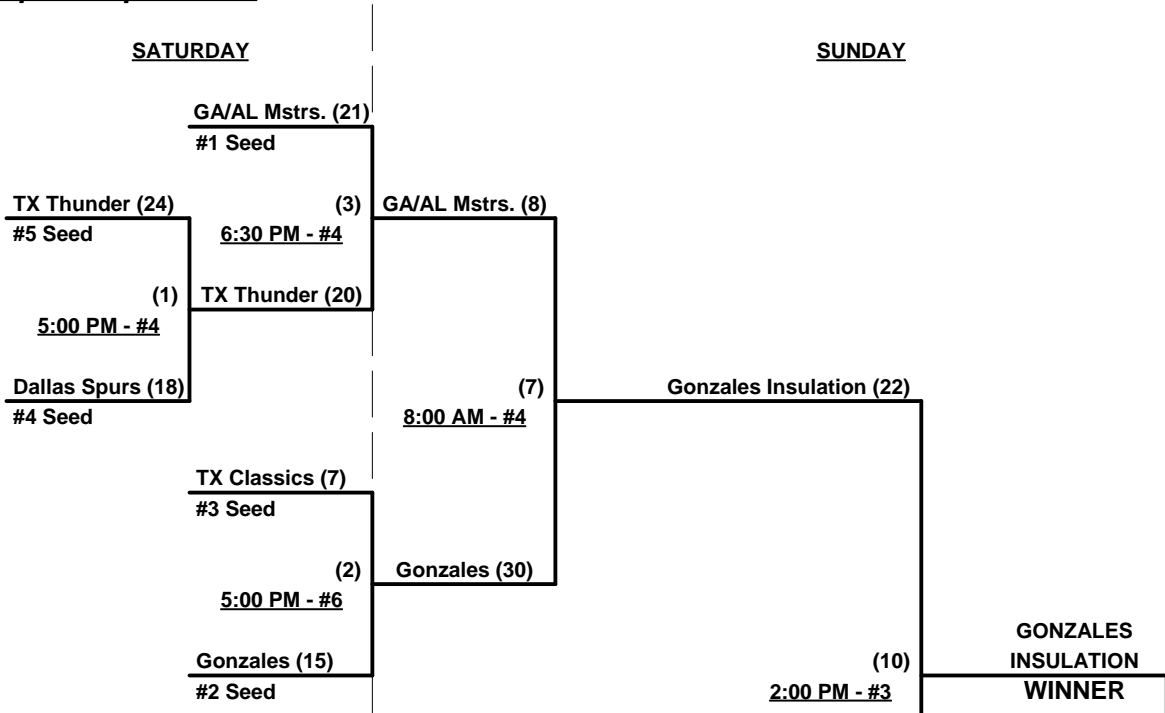 SATURDAY
SUNDAY
GA/AL Mstrs. (21)
#1 Seed
TX Thunder (24)
(3)
GA/AL Mstrs. (8)
#5 Seed
6:30 PM - #4
(1)
TX Thunder (20)
5:00 PM - #4
Dallas Spurs (18)
(7)
Gonzales Insulation (22)
#4 Seed
8:00 AM - #4
TX Classics (7)
#3 Seed
(2)
Gonzales (30)
5:00 PM - #6
GONZALES
Gonzales (15)
(10)
INSULATION
#2 Seed
2:00 PM - #3
WINNER